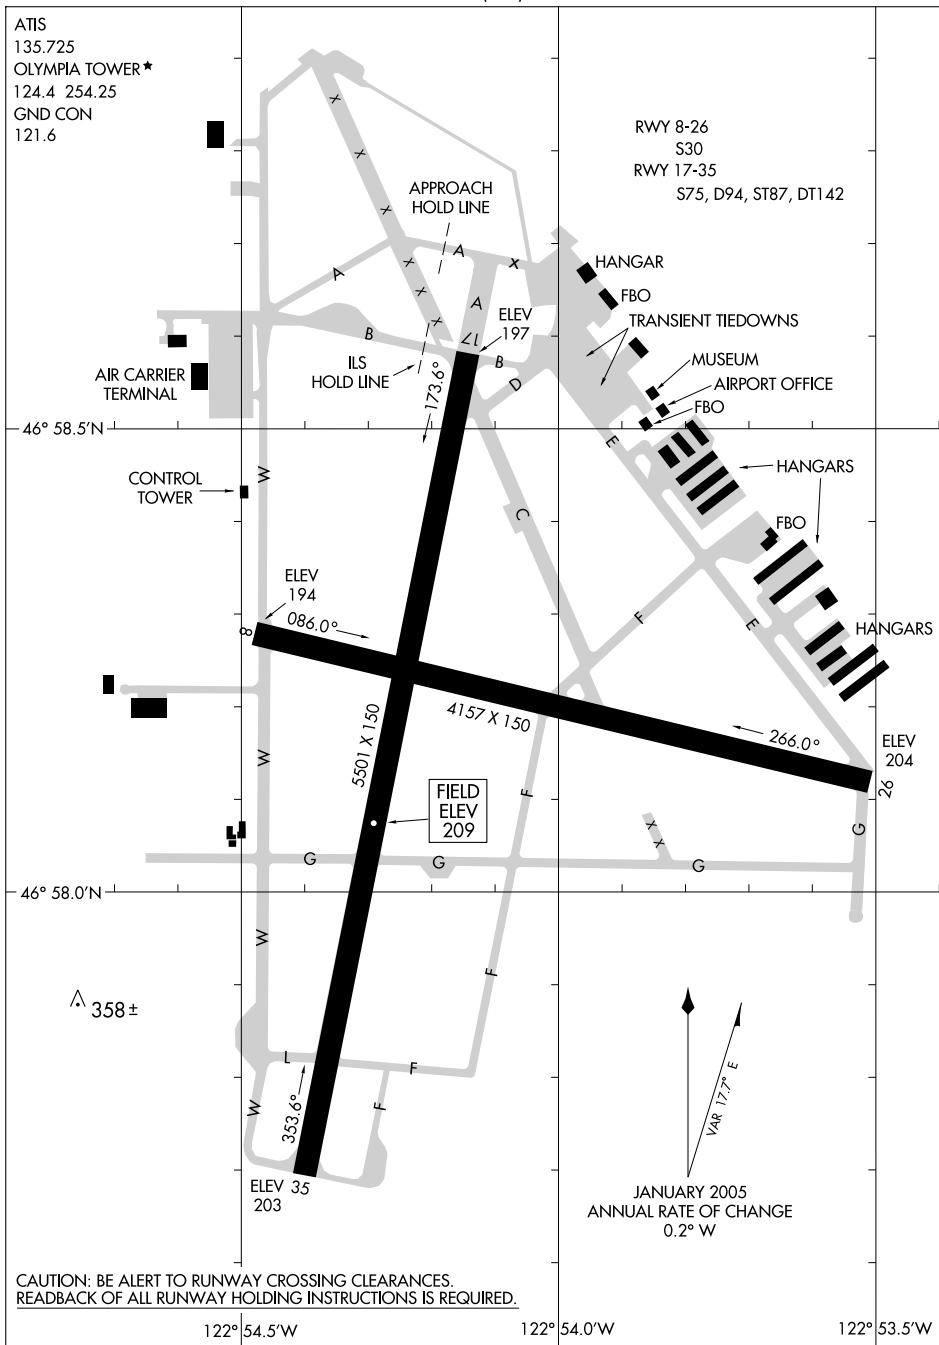 ATIS
135.725
OLYMPIA TOWER★
124.4 254.25
GND CON
121.6
RWY 8-26
S30
RWY 17-35
S75, D94, ST87, DT142
APPROACH
HOLD LINE
X
X
X
X
X
X
A
A
X
A
HANGAR
FBO
ELEV
197
TRANSIENT TIEDOWNS
B
17
B
D
ILS
HOLD LINE
173.6°
MUSEUM
AIRPORT OFFICE
FBO
AIR CARRIER
TERMINAL
46° 58.5'N
E
W
CONTROL
TOWER
HANGARS
C
FBO
ELEV
194
8
086.0°
F
E
HANGARS
5501 X 150
4157 X 150
266.0°
ELEV
204
26
W
F
FIELD
ELEV
209
X
X
G
G
G
G
46° 58.0'N
W
F
358±
L
F
353.6°
W
F
VAR 17.7° E
ELEV
203
35
JANUARY 2005
ANNUAL RATE OF CHANGE
0.2° W
CAUTION: BE ALERT TO RUNWAY CROSSING CLEARANCES.
READBACK OF ALL RUNWAY HOLDING INSTRUCTIONS IS REQUIRED.
122° 54.5'W
122° 54.0'W
122° 53.5'W